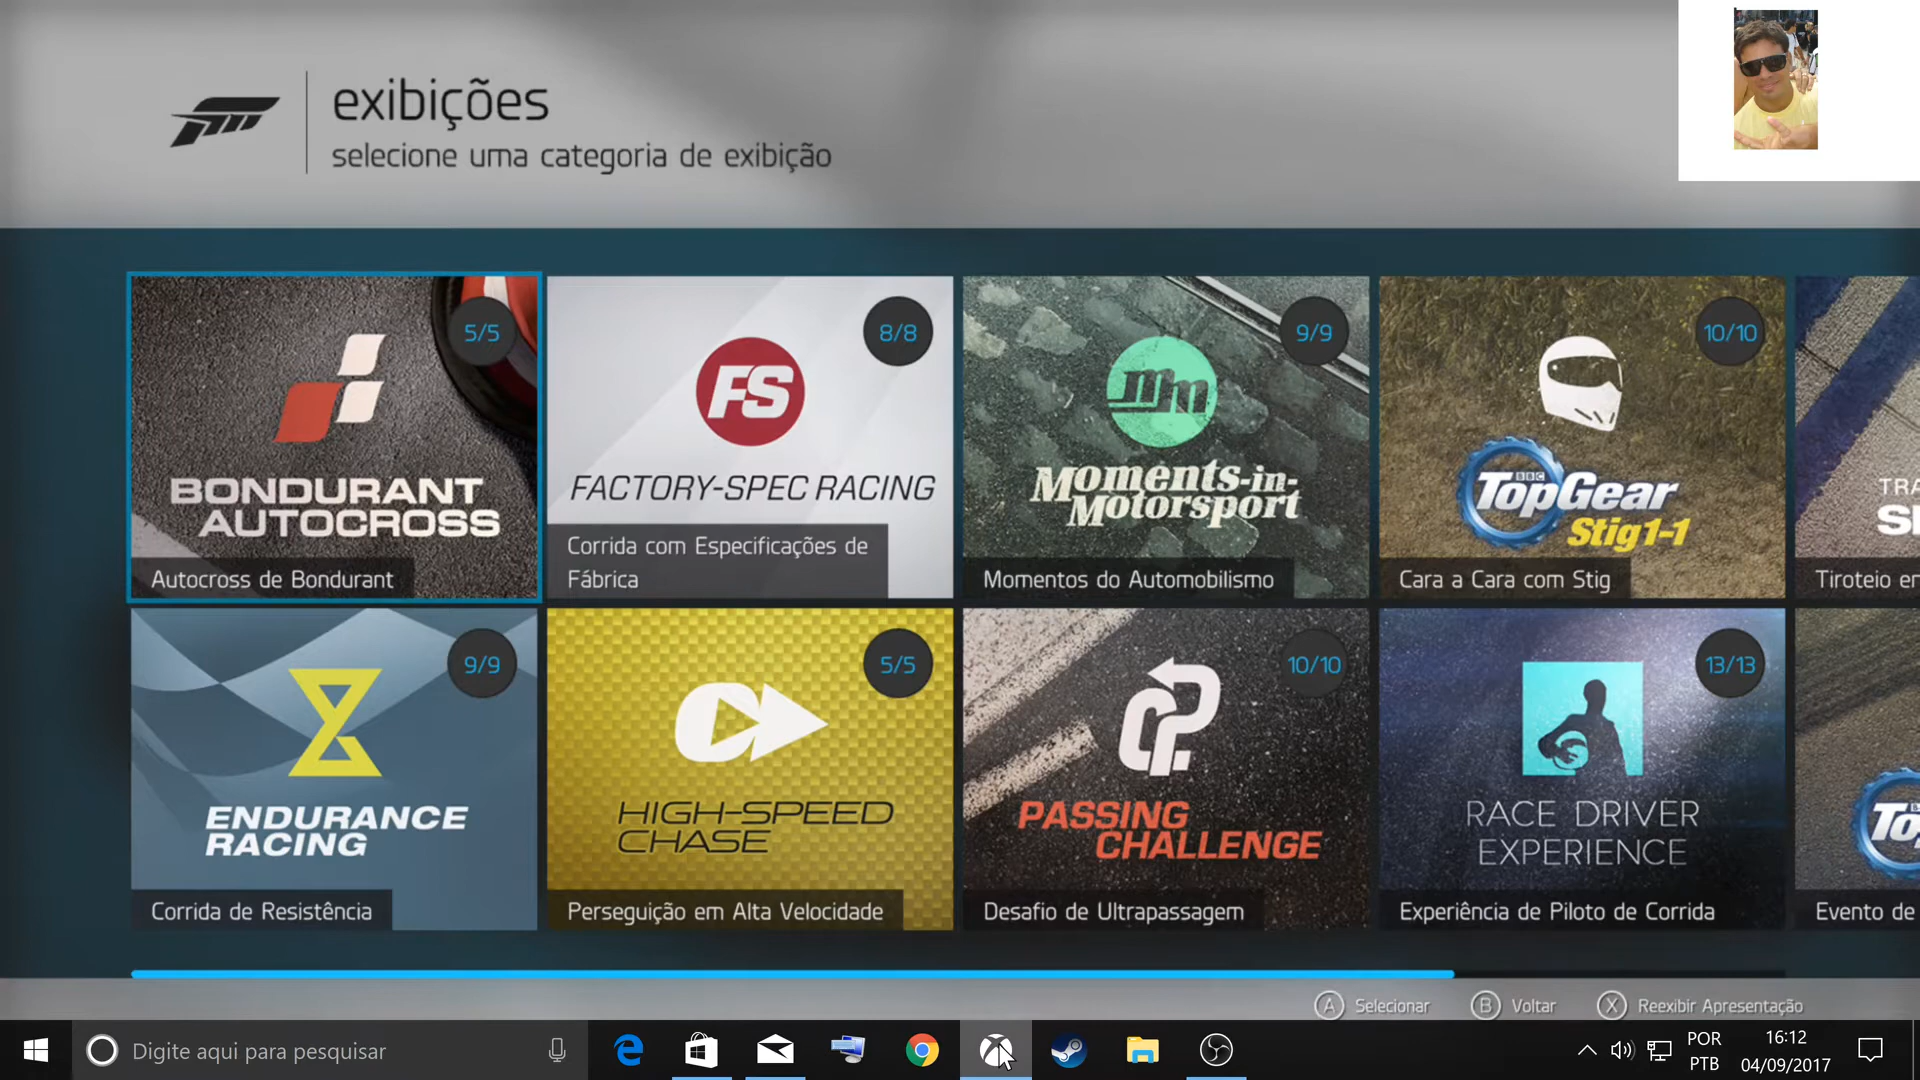 exibições
selecione uma categoria de exibição
5/5
BONDURANT
AUTOCROSS
Autocross de Bondurant
8/8
FS
FACTORY-SPEC RACING
Corrida com Especificações de
Fábrica
9/9
mm
Moments-in-
Motorsport
Momentos do Automobilismo
10/10
BBC
TopGear
Stig 1-1
Cara a Cara com Stig
9/9
ENDURANCE
RACING
Corrida de Resistência
5/5
HIGH-SPEED
CHASE
Perseguição em Alta Velocidade
10/10
PASSING
CHALLENGE
Desafio de Ultrapassagem
13/13
RACE DRIVER
EXPERIENCE
Experiência de Piloto de Corrida
Tiroteio
Evento de
A Selecionar
B Voltar
X Reexibir Apresentação
Digite aqui para pesquisar
POR
PTB
16:12
04/09/2017